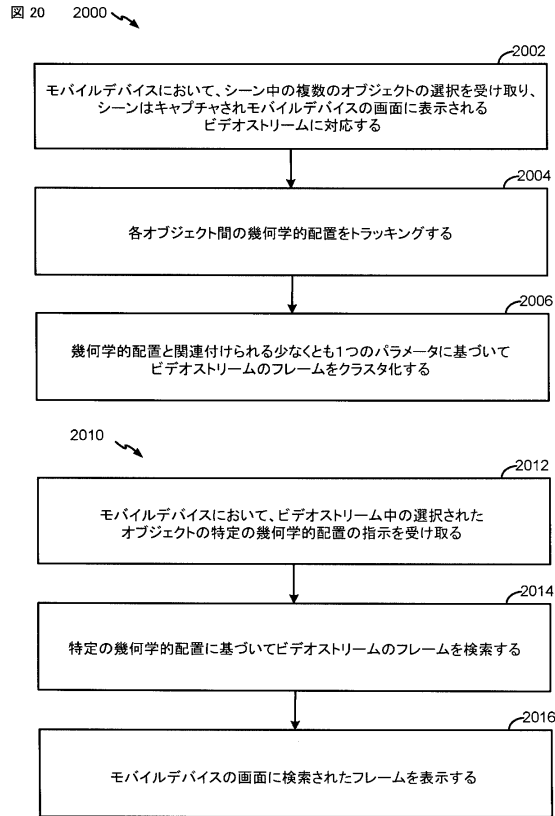 図 20 2000
2002
モバイルデバイスにおいて、シーン中の複数のオブジェクトの選択を受け取り、
シーンはキャプチャされモバイルデバイスの画面に表示される
ビデオストリームに対応する
2004
各オブジェクト間の幾何学的配置をトラッキングする
2006
幾何学的配置と関連付けられる少なくとも1つのパラメータに基づいて
ビデオストリームのフレームをクラスタ化する
2010
2012
モバイルデバイスにおいて、ビデオストリーム中の選択された
オブジェクトの特定の幾何学的配置の指示を受け取る
2014
特定の幾何学的配置に基づいてビデオストリームのフレームを検索する
2016
モバイルデバイスの画面に検索されたフレームを表示する